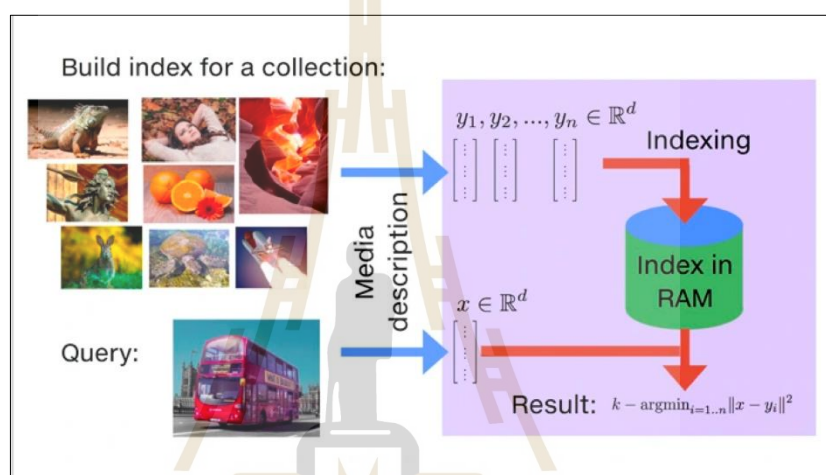 Build index for a collection:
y₁, y₂, ..., yₙ ∈ ℝᵈ
Indexing
Media
description
Index in
RAM
x ∈ ℝᵈ
Query:
Result: k − argminᵢ₌₁..ₙ‖x − yᵢ‖²